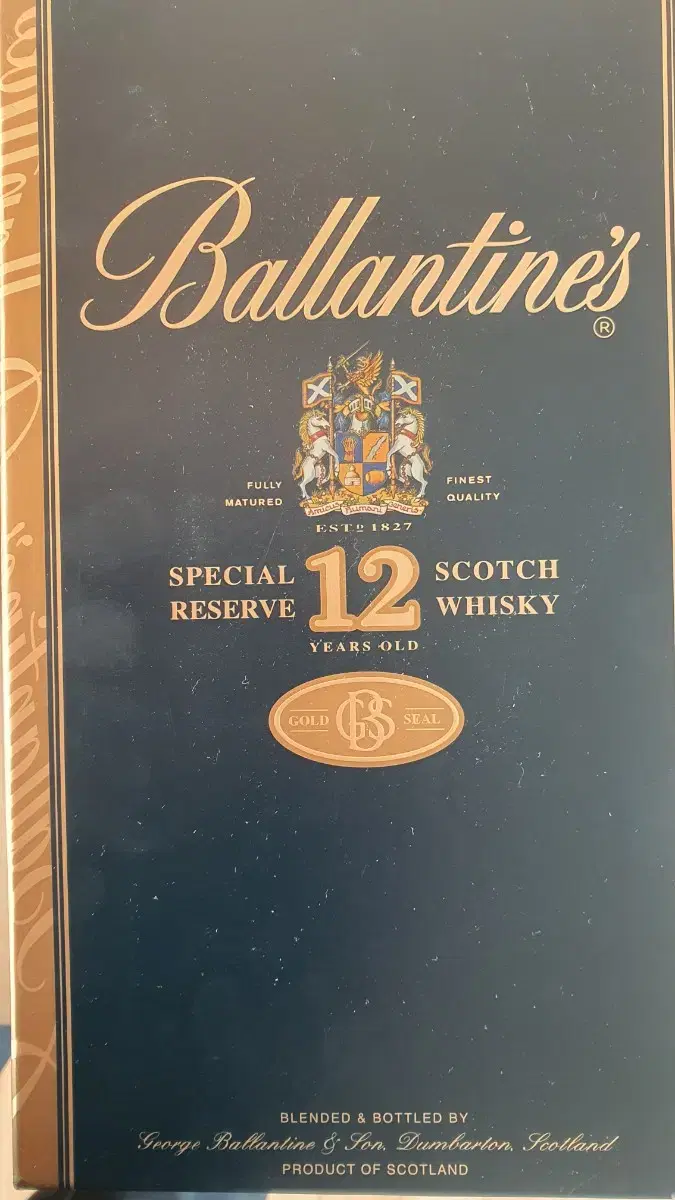 Ballantine's
®
FULLY MATURED
FINEST QUALITY
Amicus Humani Generis
ESTD 1827
SPECIAL RESERVE
12
SCOTCH WHISKY
YEARS OLD
GOLD GBS SEAL
BLENDED & BOTTLED BY
George Ballantine & Son, Dumbarton, Scotland
PRODUCT OF SCOTLAND